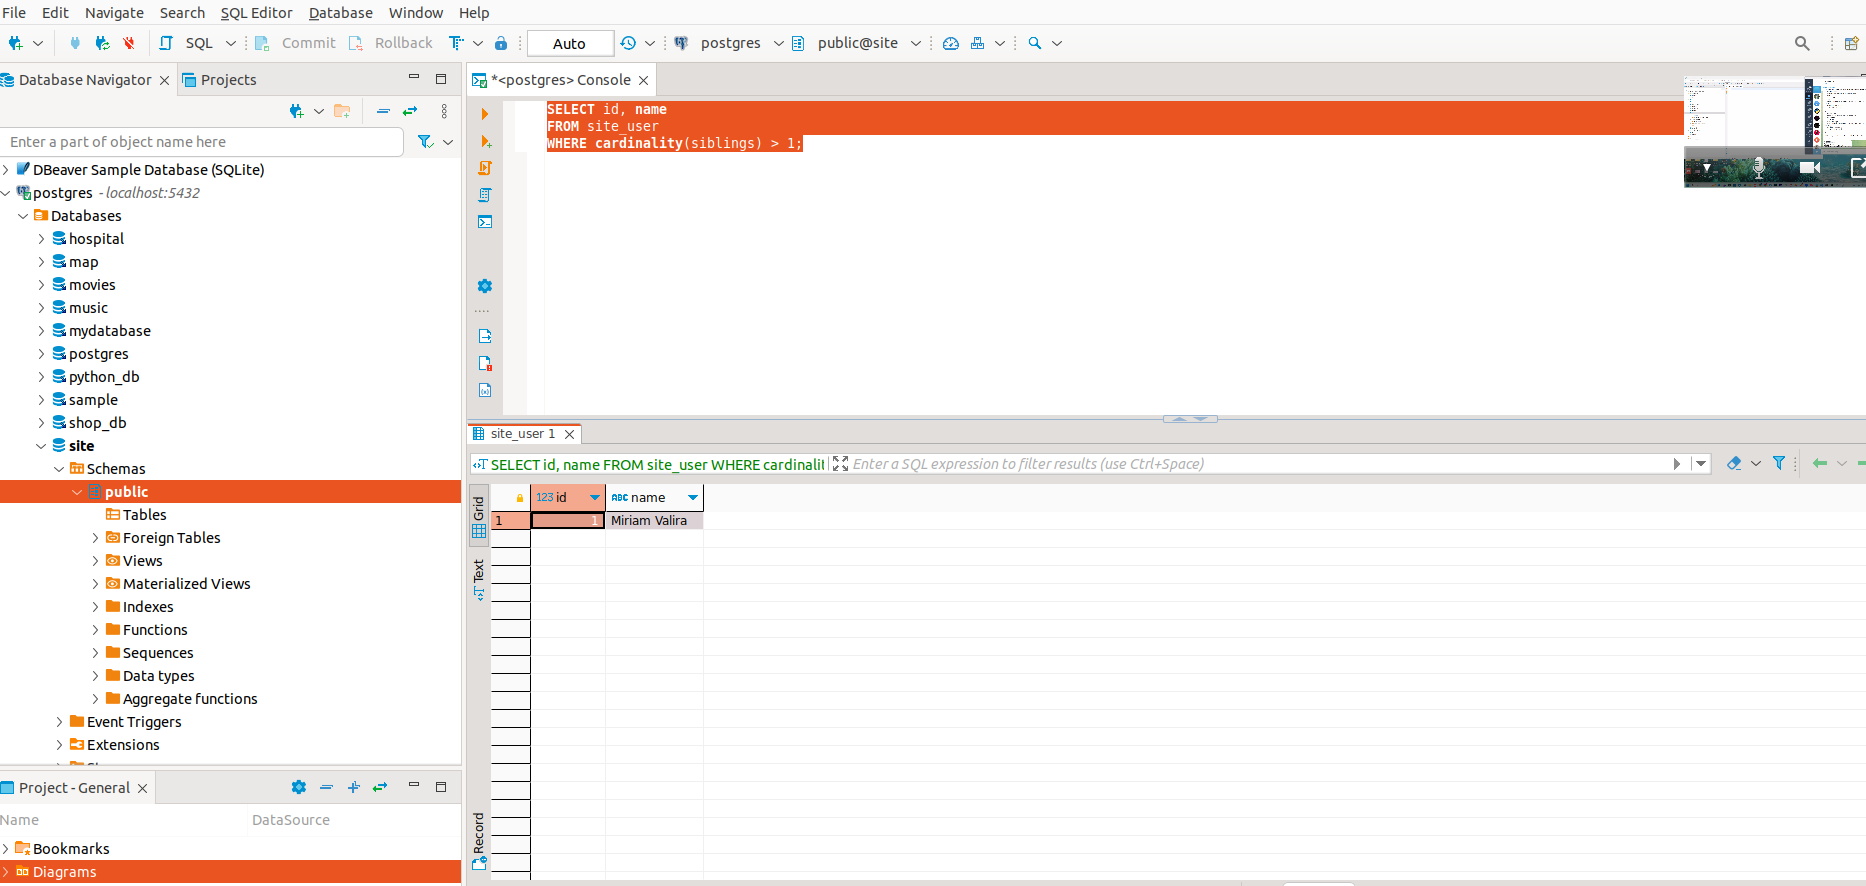 File Edit Navigate Search SQL Editor Database Window Help
SQL Commit Rollback Auto postgres public@site
Database Navigator Projects
Enter a part of object name here
DBeaver Sample Database (SQLite)
postgres - localhost:5432
Databases
hospital
map
movies
music
mydatabase
postgres
python_db
sample
shop_db
site
Schemas
public
Tables
Foreign Tables
Views
Materialized Views
Indexes
Functions
Sequences
Data types
Aggregate functions
Event Triggers
Extensions
Project - General
Name DataSource
Bookmarks
Diagrams
*<postgres> Console
SELECT id, name
FROM site_user
WHERE cardinality(siblings) > 1;
site_user 1
SELECT id, name FROM site_user WHERE cardinalit Enter a SQL expression to filter results (use Ctrl+Space)
Grid
Text
Record
123 id ABC name
1 1 Miriam Valira